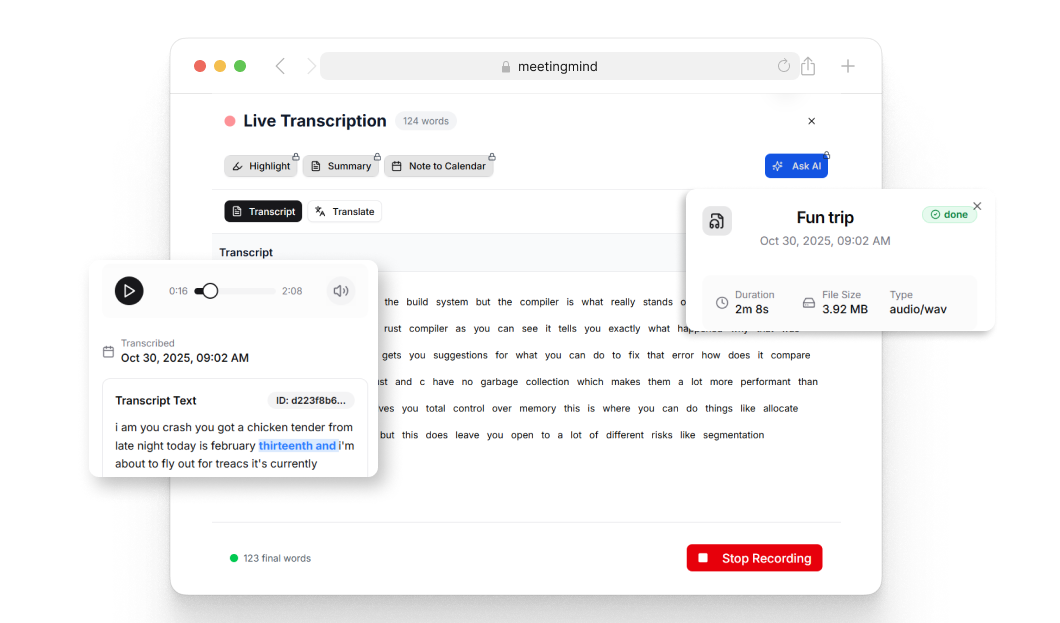 meetingmind
Live Transcription 124 words
Highlight Summary Note to Calendar Ask AI
Transcript Translate
Transcript
the build system but the compiler is what really stands
rust compiler as you can see it tells you exactly what
gets you suggestions for what you can do to fix that error how does it compare
and c have no garbage collection which makes them a lot more performant than
you total control over memory this is where you can do things like allocate
but this does leave you open to a lot of different risks like segmentation
123 final words
Stop Recording
0:16 2:08
Transcribed
Oct 30, 2025, 09:02 AM
Transcript Text ID: d223f8b6...
i am you crash you got a chicken tender from
late night today is february thirteenth and i'm
about to fly out for treacs it's currently
Fun trip
done
Oct 30, 2025, 09:02 AM
Duration File Size Type
2m 8s 3.92 MB audio/wav